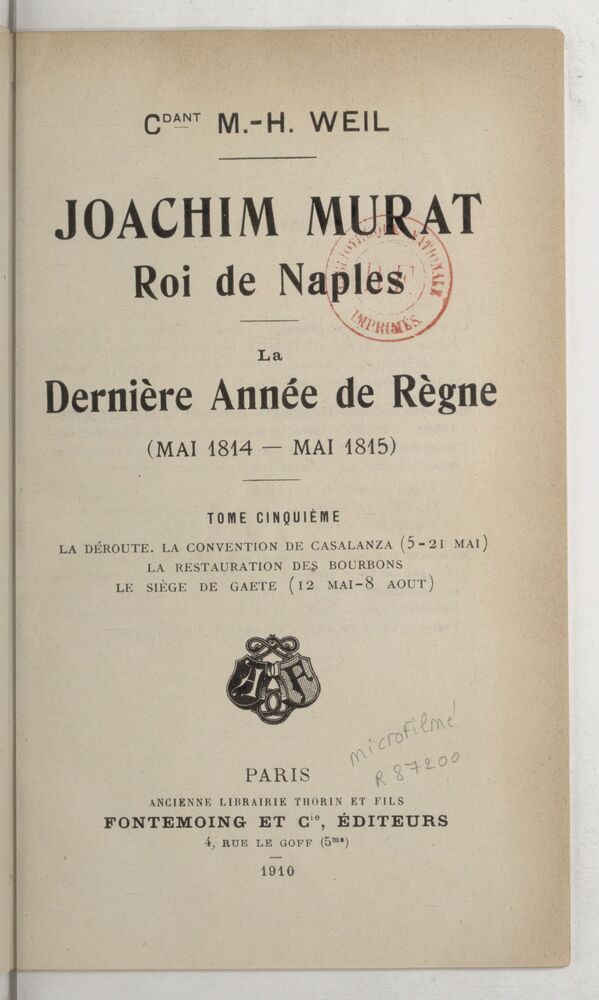 CDANT M.-H. WEIL
JOACHIM MURAT
Roi de Naples
IMPRIMÉS.
La
Dernière Année de Règne
(MAI 1814 — MAI 1815)
TOME CINQUIÈME
LA DÉROUTE. LA CONVENTION DE CASALANZA (5-21 MAI)
LA RESTAURATION DES BOURBONS
LE SIÈGE DE GAETE (12 MAI-8 AOUT)
A F
microfilmé
R 87200
PARIS
ANCIENNE LIBRAIRIE THORIN ET FILS
FONTEMOING ET Cie, ÉDITEURS
4, RUE LE GOFF (5me)
1910